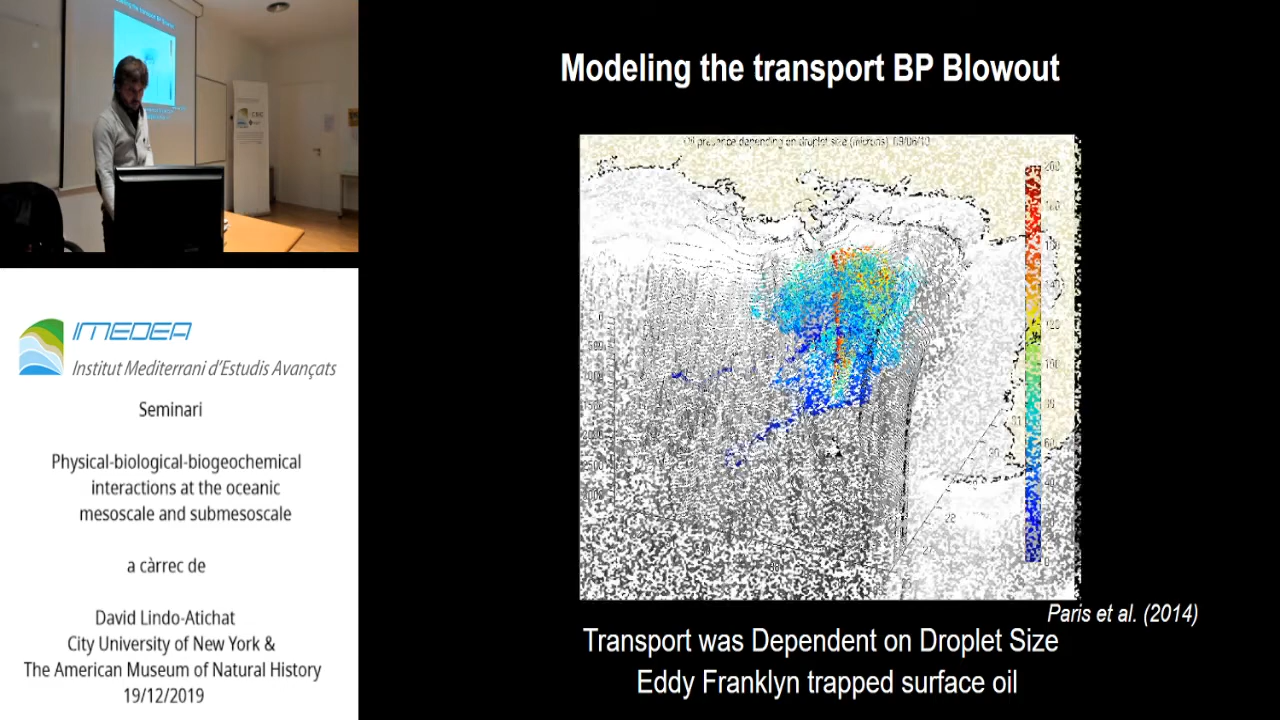 Modeling the transport BP Blowout
Oil presence depending on droplet size (microns) 09/06/10
Paris et al. (2014)
Transport was Dependent on Droplet Size
Eddy Franklyn trapped surface oil
IMEDEA
Institut Mediterrani d'Estudis Avançats
Seminari
Physical-biological-biogeochemical
interactions at the oceanic
mesoscale and submesoscale
a càrrec de
David Lindo-Atichat
City University of New York &
The American Museum of Natural History
19/12/2019